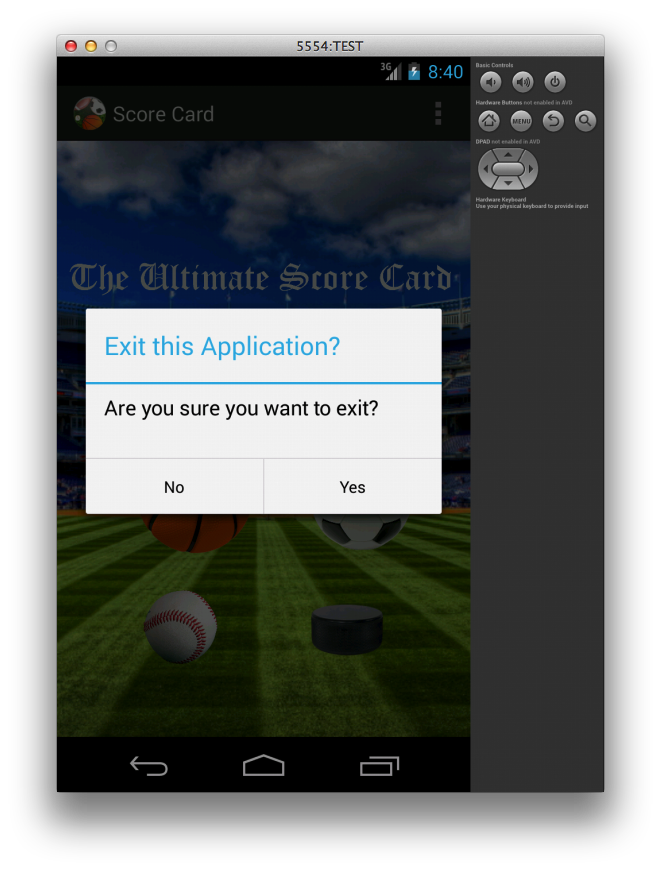 5554:TEST
3G 8:40
Score Card
The Ultimate Score Card
Exit this Application?
Are you sure you want to exit?
No
Yes
Basic Controls
Hardware Buttons not enabled in AVD
MENU
DPAD not enabled in AVD
Hardware Keyboard
Use your physical keyboard to provide input